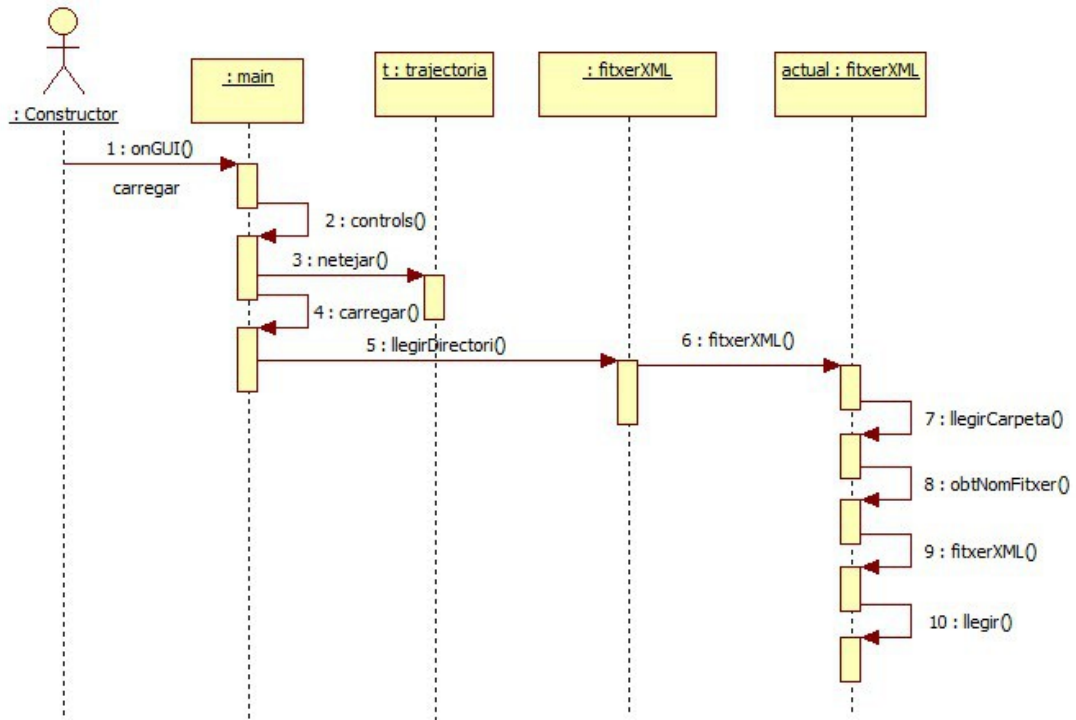 : Constructor
: main
t : trajectoria
: fitxerXML
actual : fitxerXML
1 : onGUI()
carregar
2 : controls()
3 : netejar()
4 : carregar()
5 : llegirDirectori()
6 : fitxerXML()
7 : llegirCarpeta()
8 : obtNomFitxer()
9 : fitxerXML()
10 : llegir()